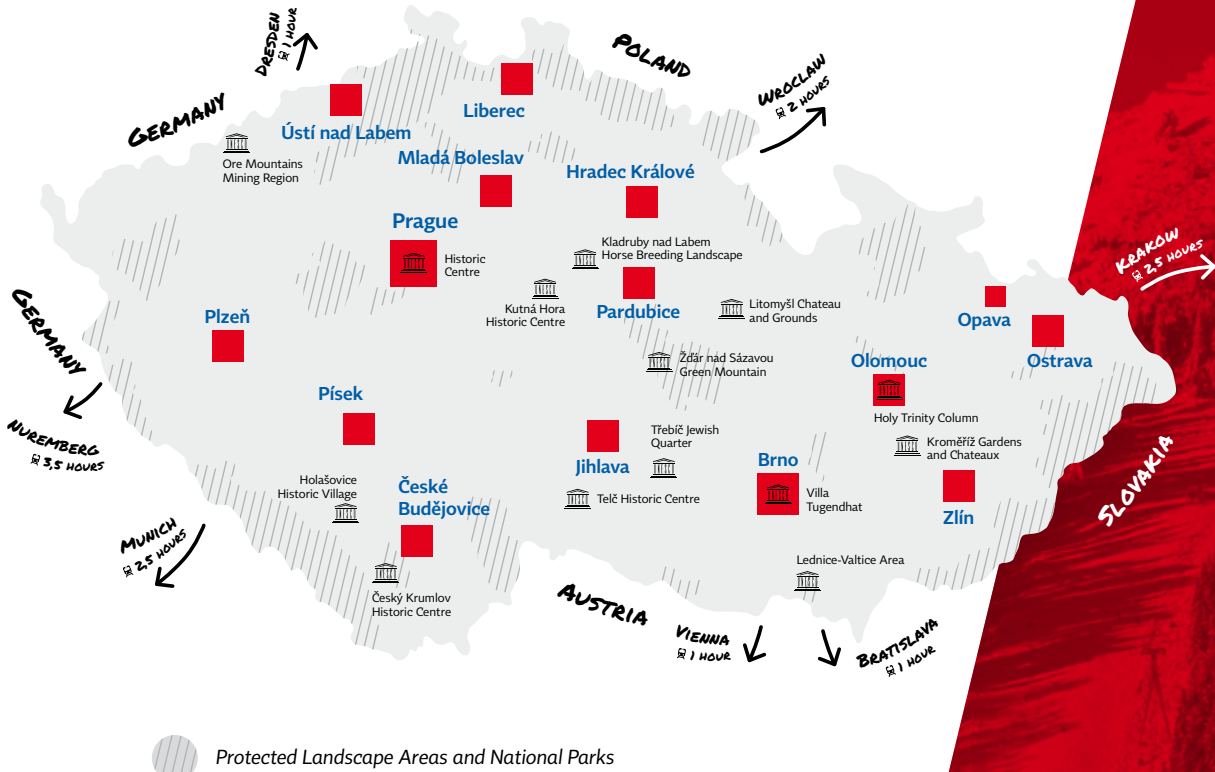 DRESDEN
1 HOUR
POLAND
WROCLAW
2 HOURS
GERMANY
Liberec
Ústí nad Labem
Ore Mountains
Mining Region
Mladá Boleslav
Hradec Králové
Prague
Historic
Centre
Kladruby nad Labem
Horse Breeding Landscape
KRAKOW
2,5 HOURS
Kutná Hora
Historic Centre
Pardubice
Litomyšl Chateau
and Grounds
Opava
Ostrava
GERMANY
Plzeň
Žďár nad Sázavou
Green Mountain
Olomouc
Holy Trinity Column
Písek
NUREMBERG
3,5 HOURS
Třebíč Jewish
Quarter
Kroměříž Gardens
and Chateaux
Jihlava
Brno
Villa
Tugendhat
Zlín
SLOVAKIA
Holašovice
Historic Village
České
Budějovice
Telč Historic Centre
MUNICH
2,5 HOURS
Lednice-Valtice Area
Český Krumlov
Historic Centre
AUSTRIA
VIENNA
1 HOUR
BRATISLAVA
1 HOUR
Protected Landscape Areas and National Parks